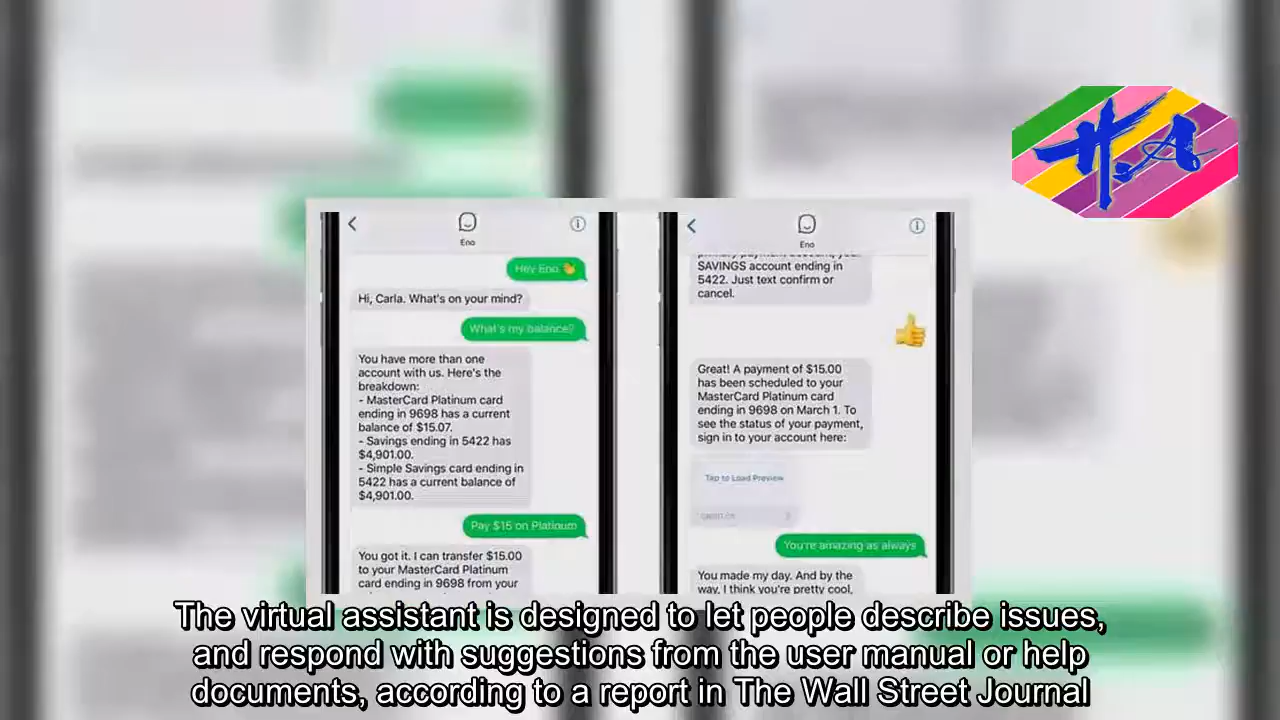 Eno
Hey Eno 👋
Hi, Carla. What's on your mind?
What's my balance?
You have more than one
account with us. Here's the
breakdown:
- MasterCard Platinum card
ending in 9698 has a current
balance of $15.07.
- Savings ending in 5422 has
$4,901.00.
- Simple Savings card ending in
5422 has a current balance of
$4,901.00.
Pay $15 on Platinum
You got it. I can transfer $15.00
to your MasterCard Platinum
card ending in 9698 from your
Eno
SAVINGS account ending in
5422. Just text confirm or
cancel.
👍
Great! A payment of $15.00
has been scheduled to your
MasterCard Platinum card
ending in 9698 on March 1. To
see the status of your payment,
sign in to your account here:
Tap to Load Preview
You're amazing as always
You made my day. And by the
way, I think you're pretty cool,
H.A
The virtual assistant is designed to let people describe issues,
and respond with suggestions from the user manual or help
documents, according to a report in The Wall Street Journal